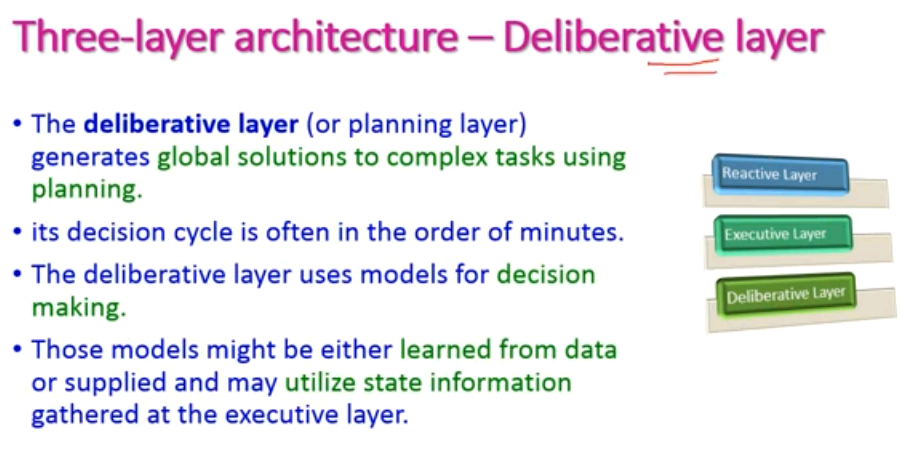 Three-layer architecture – Deliberative layer
• The deliberative layer (or planning layer)
generates global solutions to complex tasks using
planning.
• its decision cycle is often in the order of minutes.
• The deliberative layer uses models for decision
making.
• Those models might be either learned from data
or supplied and may utilize state information
gathered at the executive layer.
Reactive Layer
Executive Layer
Deliberative Layer